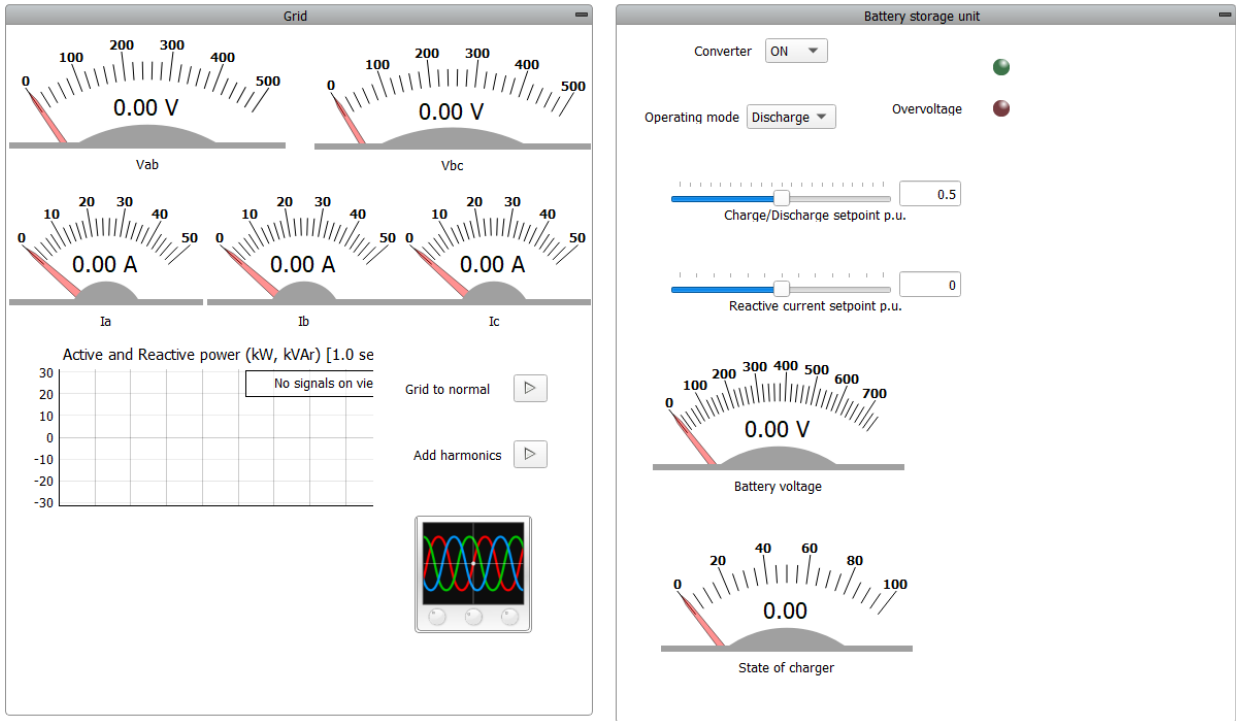 Grid
0 100 200 300 400 500
0.00 V
Vab
0 100 200 300 400 500
0.00 V
Vbc
0 10 20 30 40 50
0.00 A
Ia
0 10 20 30 40 50
0.00 A
Ib
0 10 20 30 40 50
0.00 A
Ic
Active and Reactive power (kW, kVAr) [1.0 se
No signals on vie
30
20
10
0
-10
-20
-30
Grid to normal
Add harmonics
Battery storage unit
Converter ON
Operating mode Discharge
Overvoltage
0.5
Charge/Discharge setpoint p.u.
0
Reactive current setpoint p.u.
0 100 200 300 400 500 600 700
0.00 V
Battery voltage
0 20 40 60 80 100
0.00
State of charger